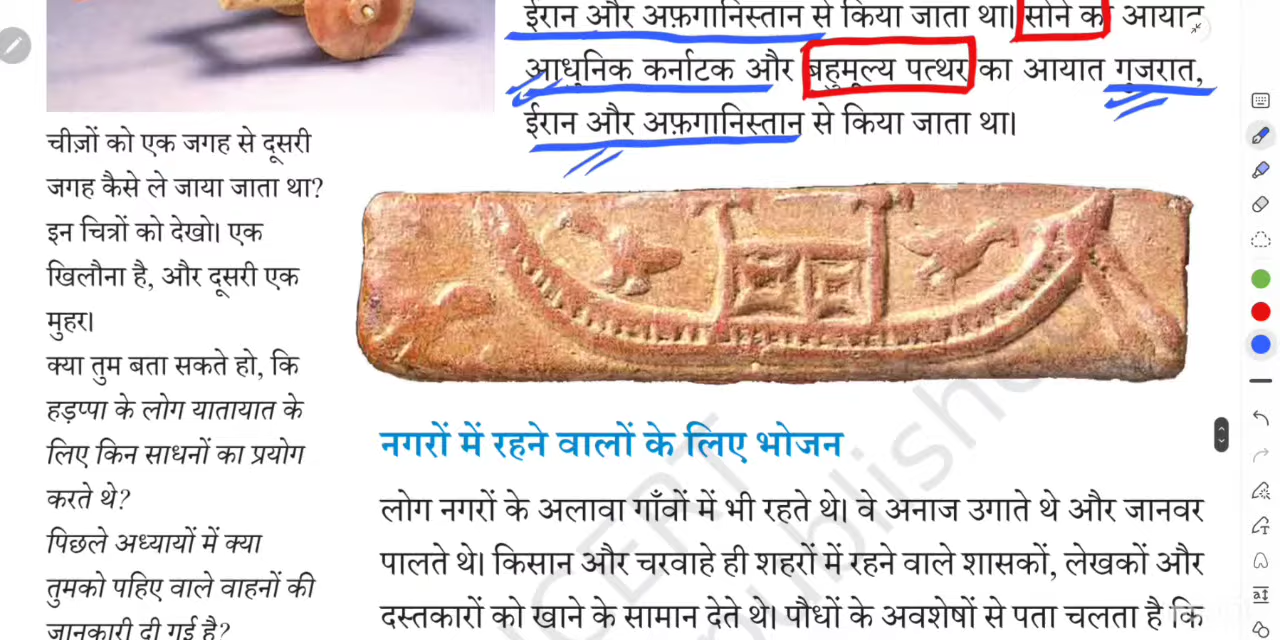 ईरान और अफ़गानिस्तान से किया जाता था। सोने का आयात
आधुनिक कर्नाटक और बहुमूल्य पत्थर का आयात गुजरात,
ईरान और अफ़गानिस्तान से किया जाता था।
चीज़ों को एक जगह से दूसरी
जगह कैसे ले जाया जाता था?
इन चित्रों को देखो। एक
खिलौना है, और दूसरी एक
मुहर।
क्या तुम बता सकते हो, कि
हड़प्पा के लोग यातायात के
लिए किन साधनों का प्रयोग
करते थे?
पिछले अध्यायों में क्या
तुमको पहिए वाले वाहनों की
जानकारी दी गई है?
नगरों में रहने वालों के लिए भोजन
लोग नगरों के अलावा गाँवों में भी रहते थे। वे अनाज उगाते थे और जानवर
पालते थे। किसान और चरवाहे ही शहरों में रहने वाले शासकों, लेखकों और
दस्तकारों को खाने के सामान देते थे। पौधों के अवशेषों से पता चलता है कि